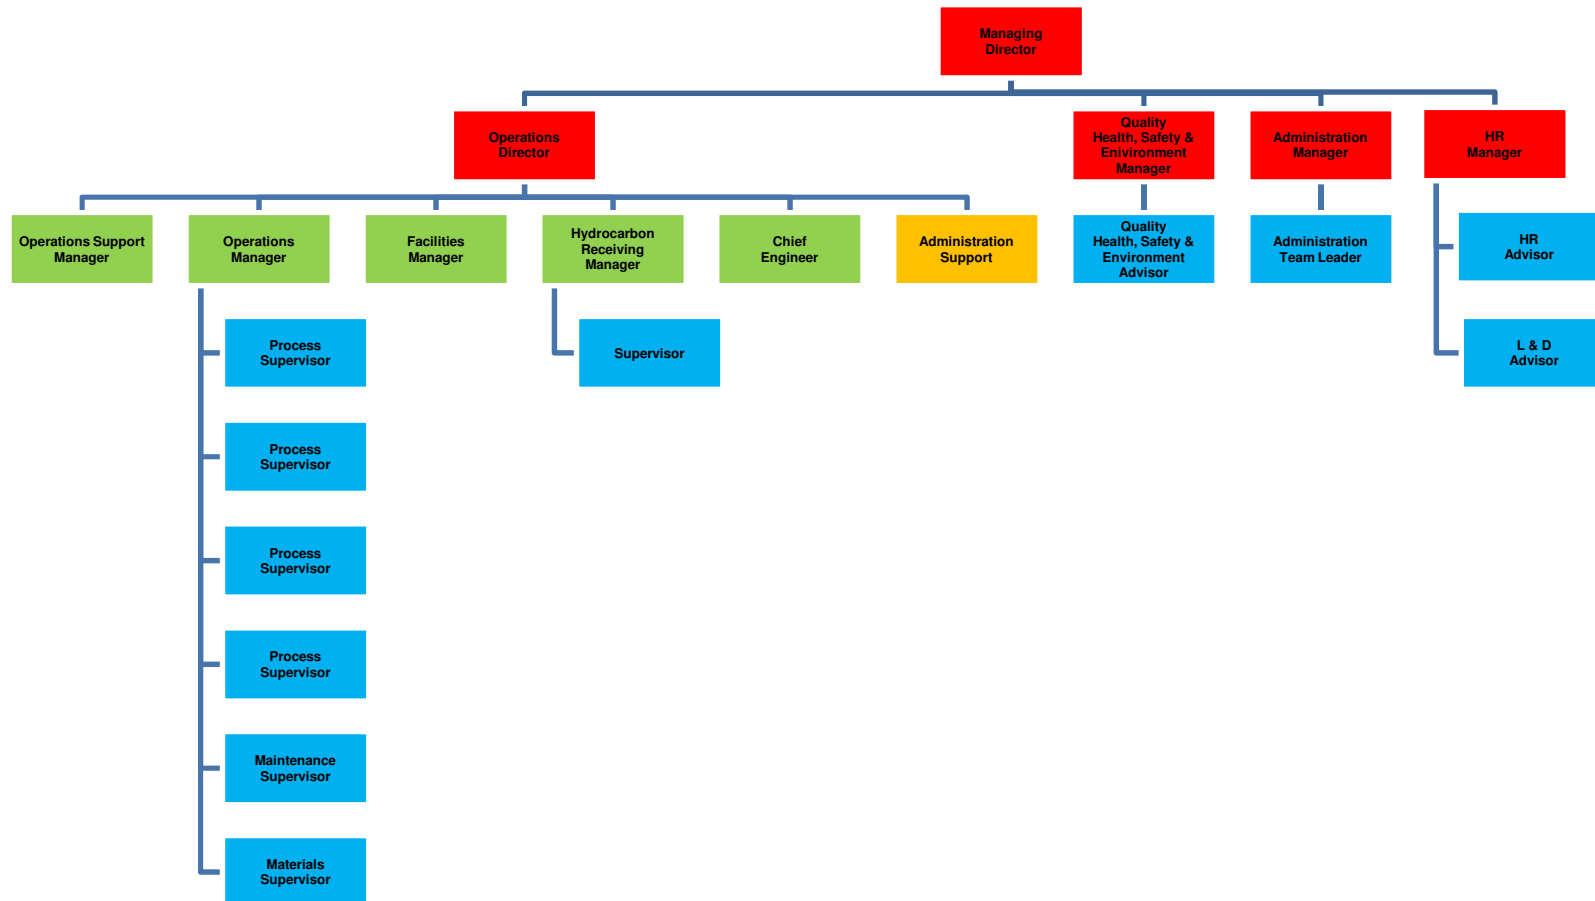 Managing
Director
Operations
Director
Quality
Health, Safety &
Enivironment
Manager
Administration
Manager
HR
Manager
Operations Support
Manager
Operations
Manager
Facilities
Manager
Hydrocarbon
Receiving
Manager
Chief
Engineer
Administration
Support
Quality
Health, Safety &
Environment
Advisor
Administration
Team Leader
HR
Advisor
Process
Supervisor
Supervisor
L & D
Advisor
Process
Supervisor
Process
Supervisor
Process
Supervisor
Maintenance
Supervisor
Materials
Supervisor